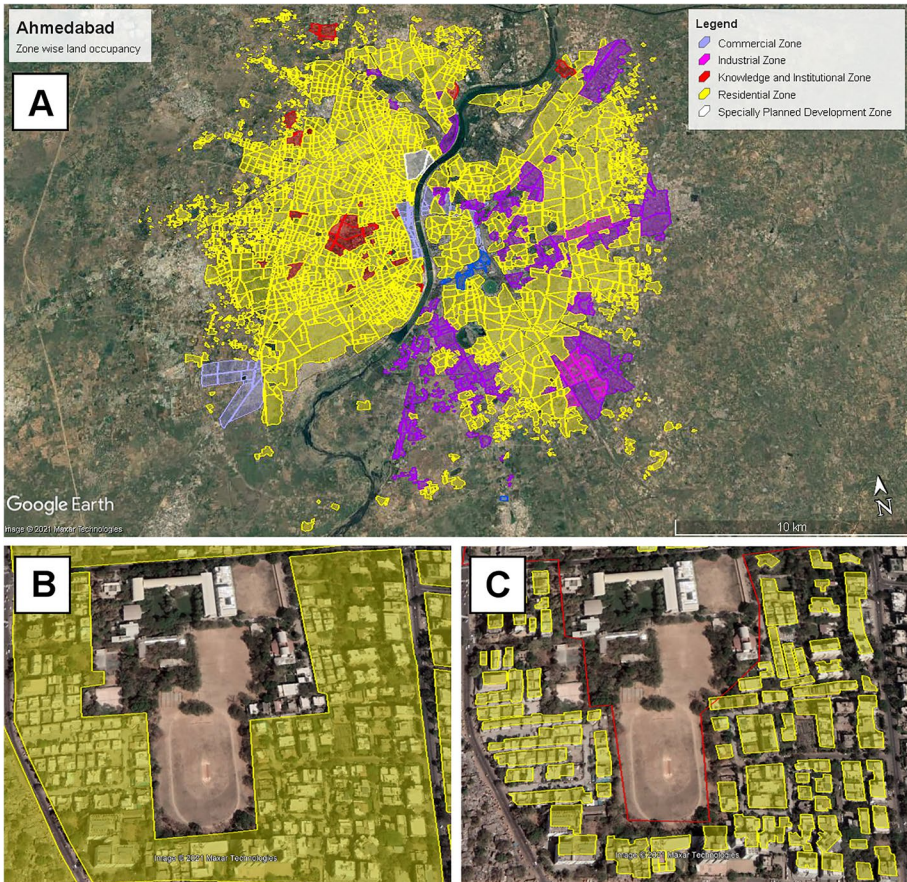 Ahmedabad
Zone wise land occupancy
A
Legend
Commercial Zone
Industrial Zone
Knowledge and Institutional Zone
Residential Zone
Specially Planned Development Zone
Google Earth
Image © 2021 Maxar Technologies
N
10 km
B
Image © 2021 Maxar Technologies
C
Image © 2021 Maxar Technologies